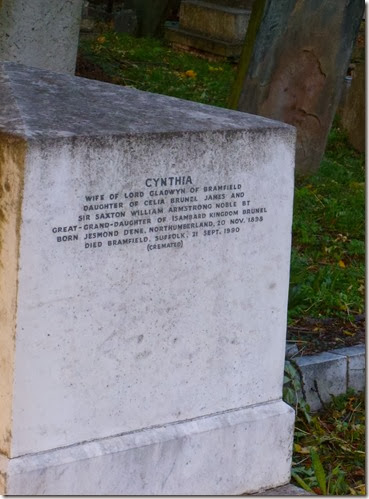 CYNTHIA
WIFE OF LORD GLADWYN OF BRAMFIELD
DAUGHTER OF CELIA BRUNEL JAMES AND
SIR SAXTON WILLIAM ARMSTRONG NOBLE BT
GREAT-GRAND-DAUGHTER OF ISAMBARD KINGDOM BRUNEL
BORN JESMOND DENE, NORTHUMBERLAND, 20 NOV. 1898
DIED BRAMFIELD, SUFFOLK, 21 SEPT. 1990
(CREMATED)